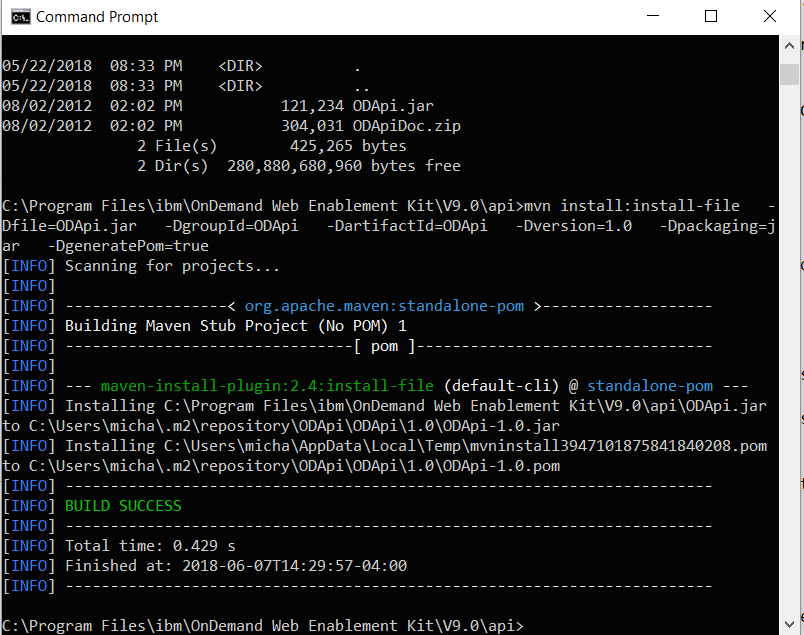 Command Prompt
05/22/2018  08:33 PM    <DIR>          .
05/22/2018  08:33 PM    <DIR>          ..
08/02/2012  02:02 PM           121,234 ODApi.jar
08/02/2012  02:02 PM           304,031 ODApiDoc.zip
               2 File(s)        425,265 bytes
               2 Dir(s)  280,880,680,960 bytes free
C:\Program Files\ibm\OnDemand Web Enablement Kit\V9.0\api>mvn install:install-file   -
Dfile=ODApi.jar   -DgroupId=ODApi   -DartifactId=ODApi   -Dversion=1.0   -Dpackaging=j
ar   -DgeneratePom=true
[INFO] Scanning for projects...
[INFO]
[INFO] ------------------< org.apache.maven:standalone-pom >-------------------
[INFO] Building Maven Stub Project (No POM) 1
[INFO] --------------------------------[ pom ]---------------------------------
[INFO]
[INFO] --- maven-install-plugin:2.4:install-file (default-cli) @ standalone-pom ---
[INFO] Installing C:\Program Files\ibm\OnDemand Web Enablement Kit\V9.0\api\ODApi.jar
to C:\Users\micha\.m2\repository\ODApi\ODApi\1.0\ODApi-1.0.jar
[INFO] Installing C:\Users\micha\AppData\Local\Temp\mvninstall3947101875841840208.pom
to C:\Users\micha\.m2\repository\ODApi\ODApi\1.0\ODApi-1.0.pom
[INFO] ------------------------------------------------------------------------
[INFO] BUILD SUCCESS
[INFO] ------------------------------------------------------------------------
[INFO] Total time: 0.429 s
[INFO] Finished at: 2018-06-07T14:29:57-04:00
[INFO] ------------------------------------------------------------------------
C:\Program Files\ibm\OnDemand Web Enablement Kit\V9.0\api>